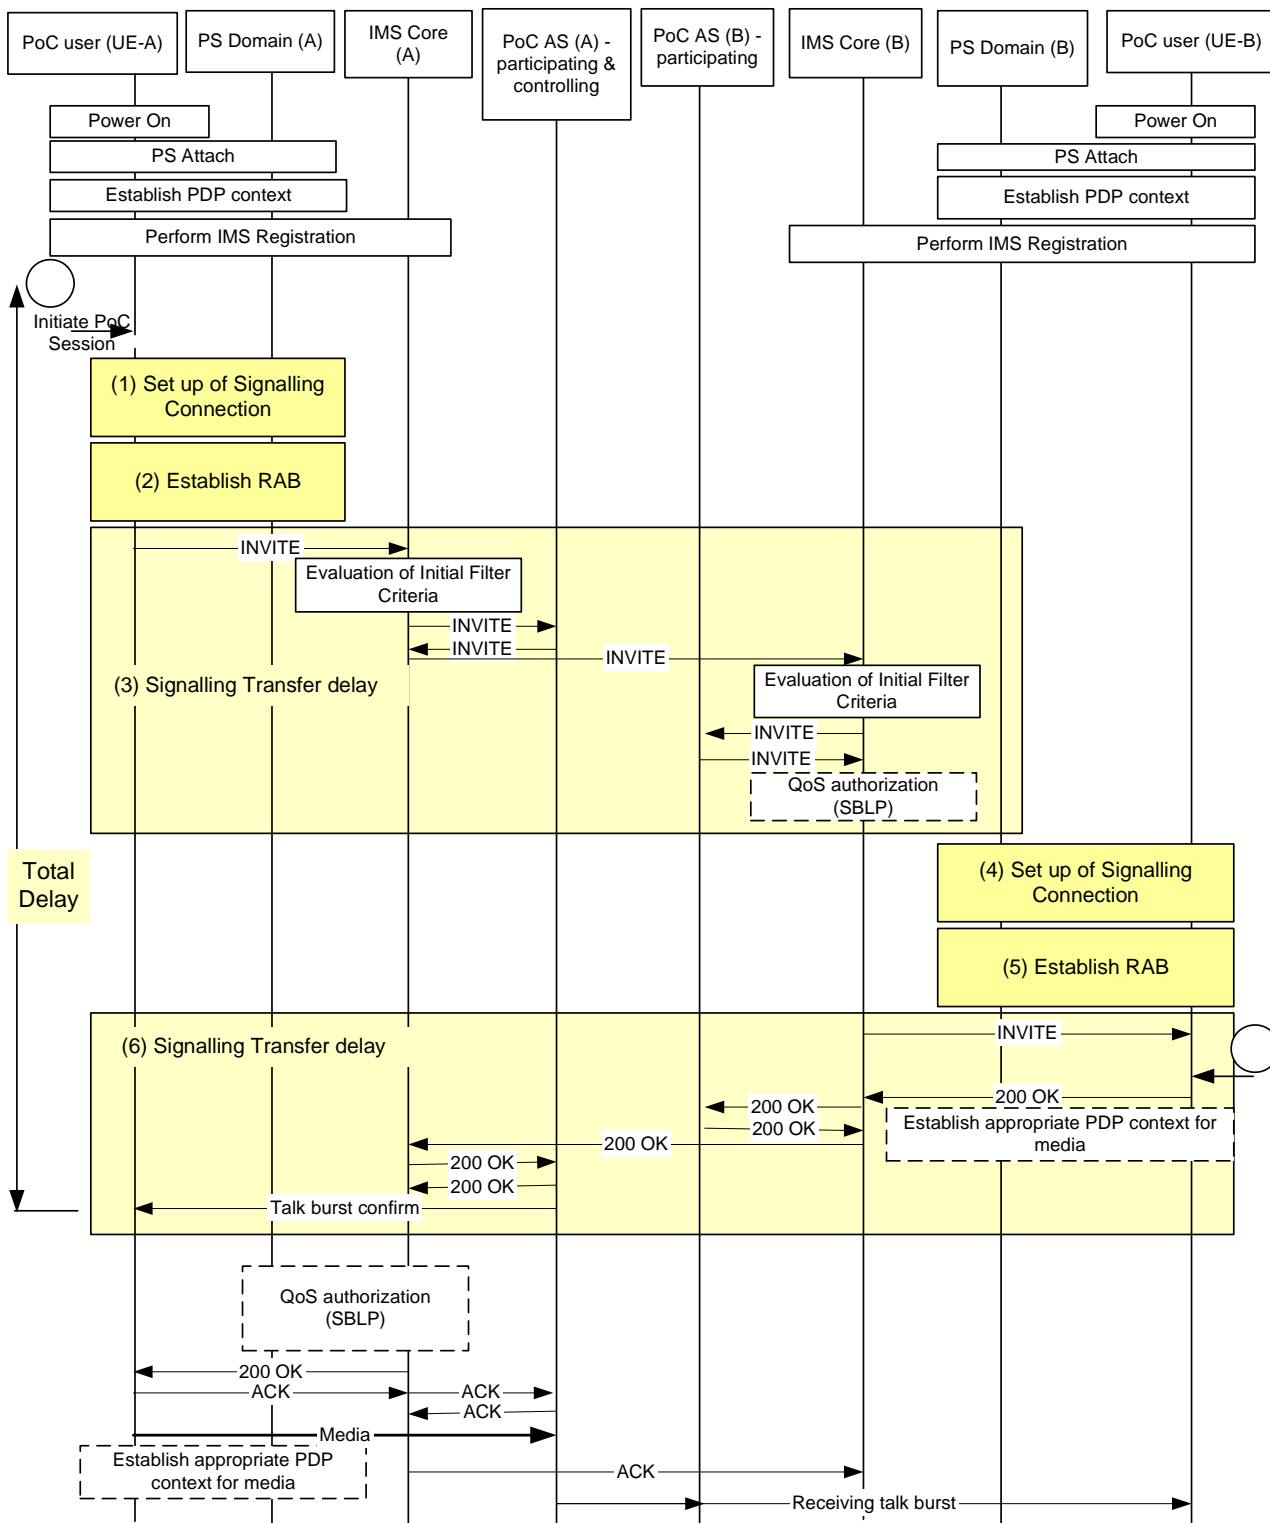 PoC user (UE-A)
PS Domain (A)
IMS Core
(A)
PoC AS (A) -
participating &
controlling
PoC AS (B) -
participating
IMS Core (B)
PS Domain (B)
PoC user (UE-B)
Power On
Power On
PS Attach
PS Attach
Establish PDP context
Establish PDP context
Perform IMS Registration
Perform IMS Registration
Initiate PoC
Session
(1) Set up of Signalling
Connection
(2) Establish RAB
INVITE
Evaluation of Initial Filter
Criteria
INVITE
INVITE
INVITE
(3) Signalling Transfer delay
Evaluation of Initial Filter
Criteria
INVITE
INVITE
QoS authorization
(SBLP)
Total
Delay
(4) Set up of Signalling
Connection
(5) Establish RAB
(6) Signalling Transfer delay
INVITE
200 OK
200 OK
200 OK
Establish appropriate PDP context for
media
200 OK
200 OK
200 OK
Talk burst confirm
QoS authorization
(SBLP)
200 OK
ACK
ACK
ACK
Media
Establish appropriate PDP
context for media
ACK
Receiving talk burst